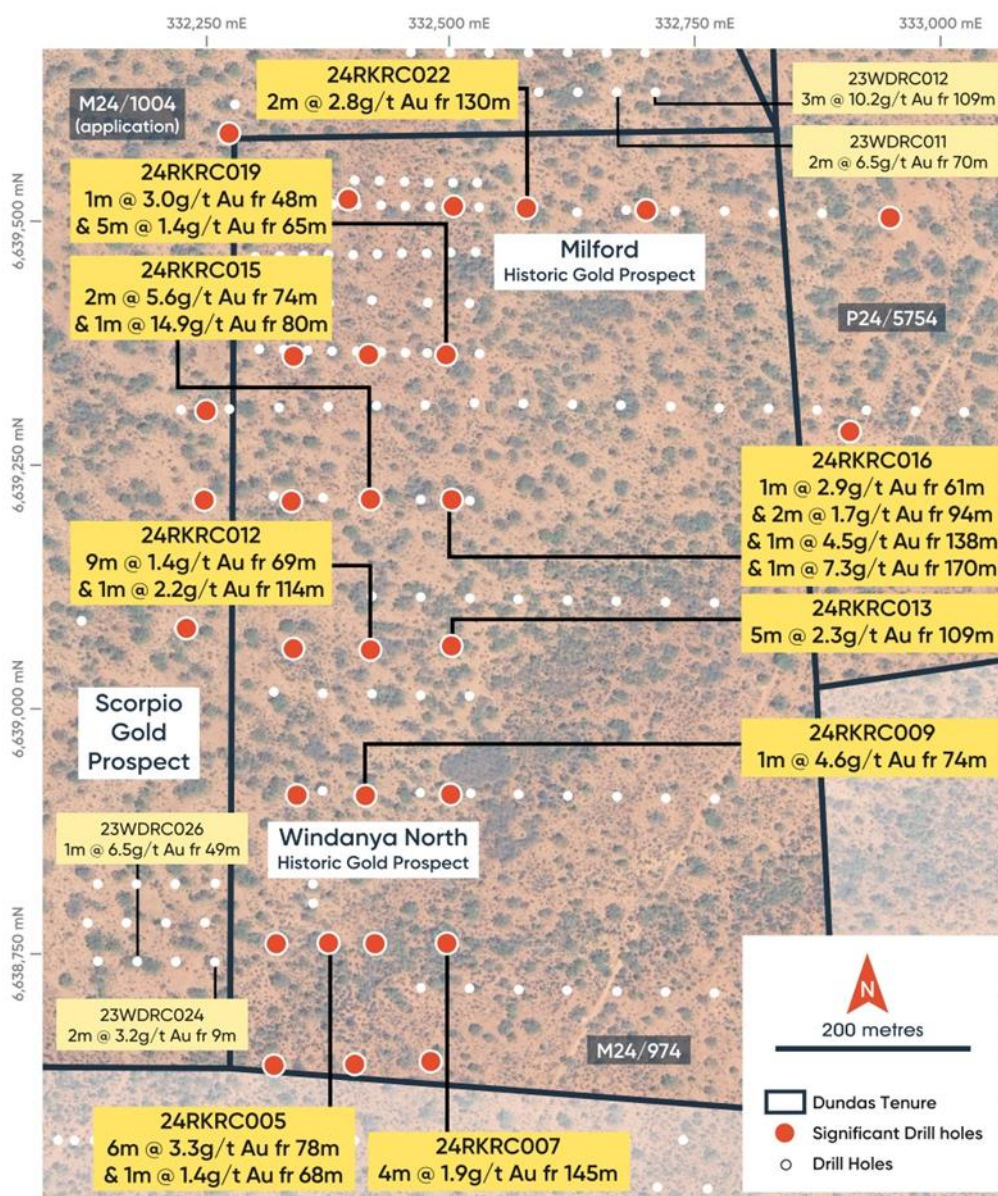 332,250 mE
332,500 mE
332,750 mE
333,000 mE
6,639,500 mN
6,639,250 mN
6,639,000 mN
6,638,750 mN
24RKRC022
2m @ 2.8g/t Au fr 130m
23WDRC012
3m @ 10.2g/t Au fr 109m
M24/1004
(application)
23WDRC011
2m @ 6.5g/t Au fr 70m
24RKRC019
1m @ 3.0g/t Au fr 48m
& 5m @ 1.4g/t Au fr 65m
Milford
Historic Gold Prospect
24RKRC015
2m @ 5.6g/t Au fr 74m
& 1m @ 14.9g/t Au fr 80m
P24/5754
24RKRC016
1m @ 2.9g/t Au fr 61m
& 2m @ 1.7g/t Au fr 94m
& 1m @ 4.5g/t Au fr 138m
& 1m @ 7.3g/t Au fr 170m
24RKRC012
9m @ 1.4g/t Au fr 69m
& 1m @ 2.2g/t Au fr 114m
24RKRC013
5m @ 2.3g/t Au fr 109m
Scorpio
Gold
Prospect
24RKRC009
1m @ 4.6g/t Au fr 74m
23WDRC026
1m @ 6.5g/t Au fr 49m
Windanya North
Historic Gold Prospect
23WDRC024
2m @ 3.2g/t Au fr 9m
M24/974
24RKRC005
6m @ 3.3g/t Au fr 78m
& 1m @ 1.4g/t Au fr 68m
24RKRC007
4m @ 1.9g/t Au fr 145m
N
200 metres
Dundas Tenure
Significant Drill holes
Drill Holes